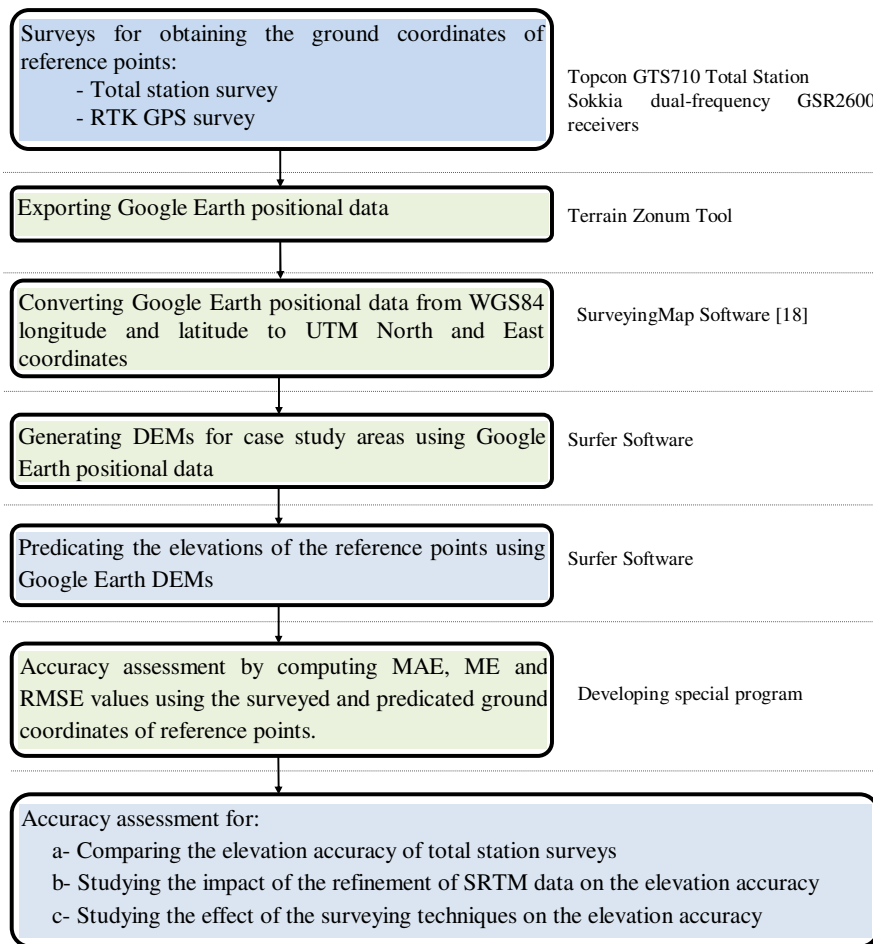 Surveys for obtaining the ground coordinates of
reference points:
- Total station survey
- RTK GPS survey
Topcon GTS710 Total Station
Sokkia dual-frequency GSR2600
receivers
Exporting Google Earth positional data
Terrain Zonum Tool
Converting Google Earth positional data from WGS84
longitude and latitude to UTM North and East
coordinates
SurveyingMap Software [18]
Generating DEMs for case study areas using Google
Earth positional data
Surfer Software
Predicating the elevations of the reference points using
Google Earth DEMs
Surfer Software
Accuracy assessment by computing MAE, ME and
RMSE values using the surveyed and predicated ground
coordinates of reference points.
Developing special program
Accuracy assessment for:
a- Comparing the elevation accuracy of total station surveys
b- Studying the impact of the refinement of SRTM data on the elevation accuracy
c- Studying the effect of the surveying techniques on the elevation accuracy